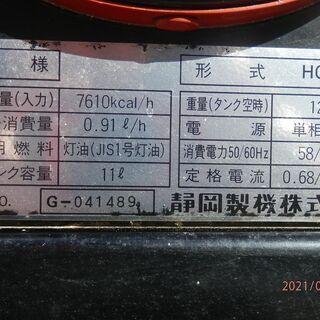 様 形式 HO
量(入力) 7610kcal/h 重量(タンク空時) 12
消費量 0.91ℓ/h 電源 単相
用燃料 灯油(JIS1号灯油) 消費電力50/60Hz 58/
ンク容量 11ℓ 定格電流 0.68/
O. G-041489 静岡製機株式
2021/0